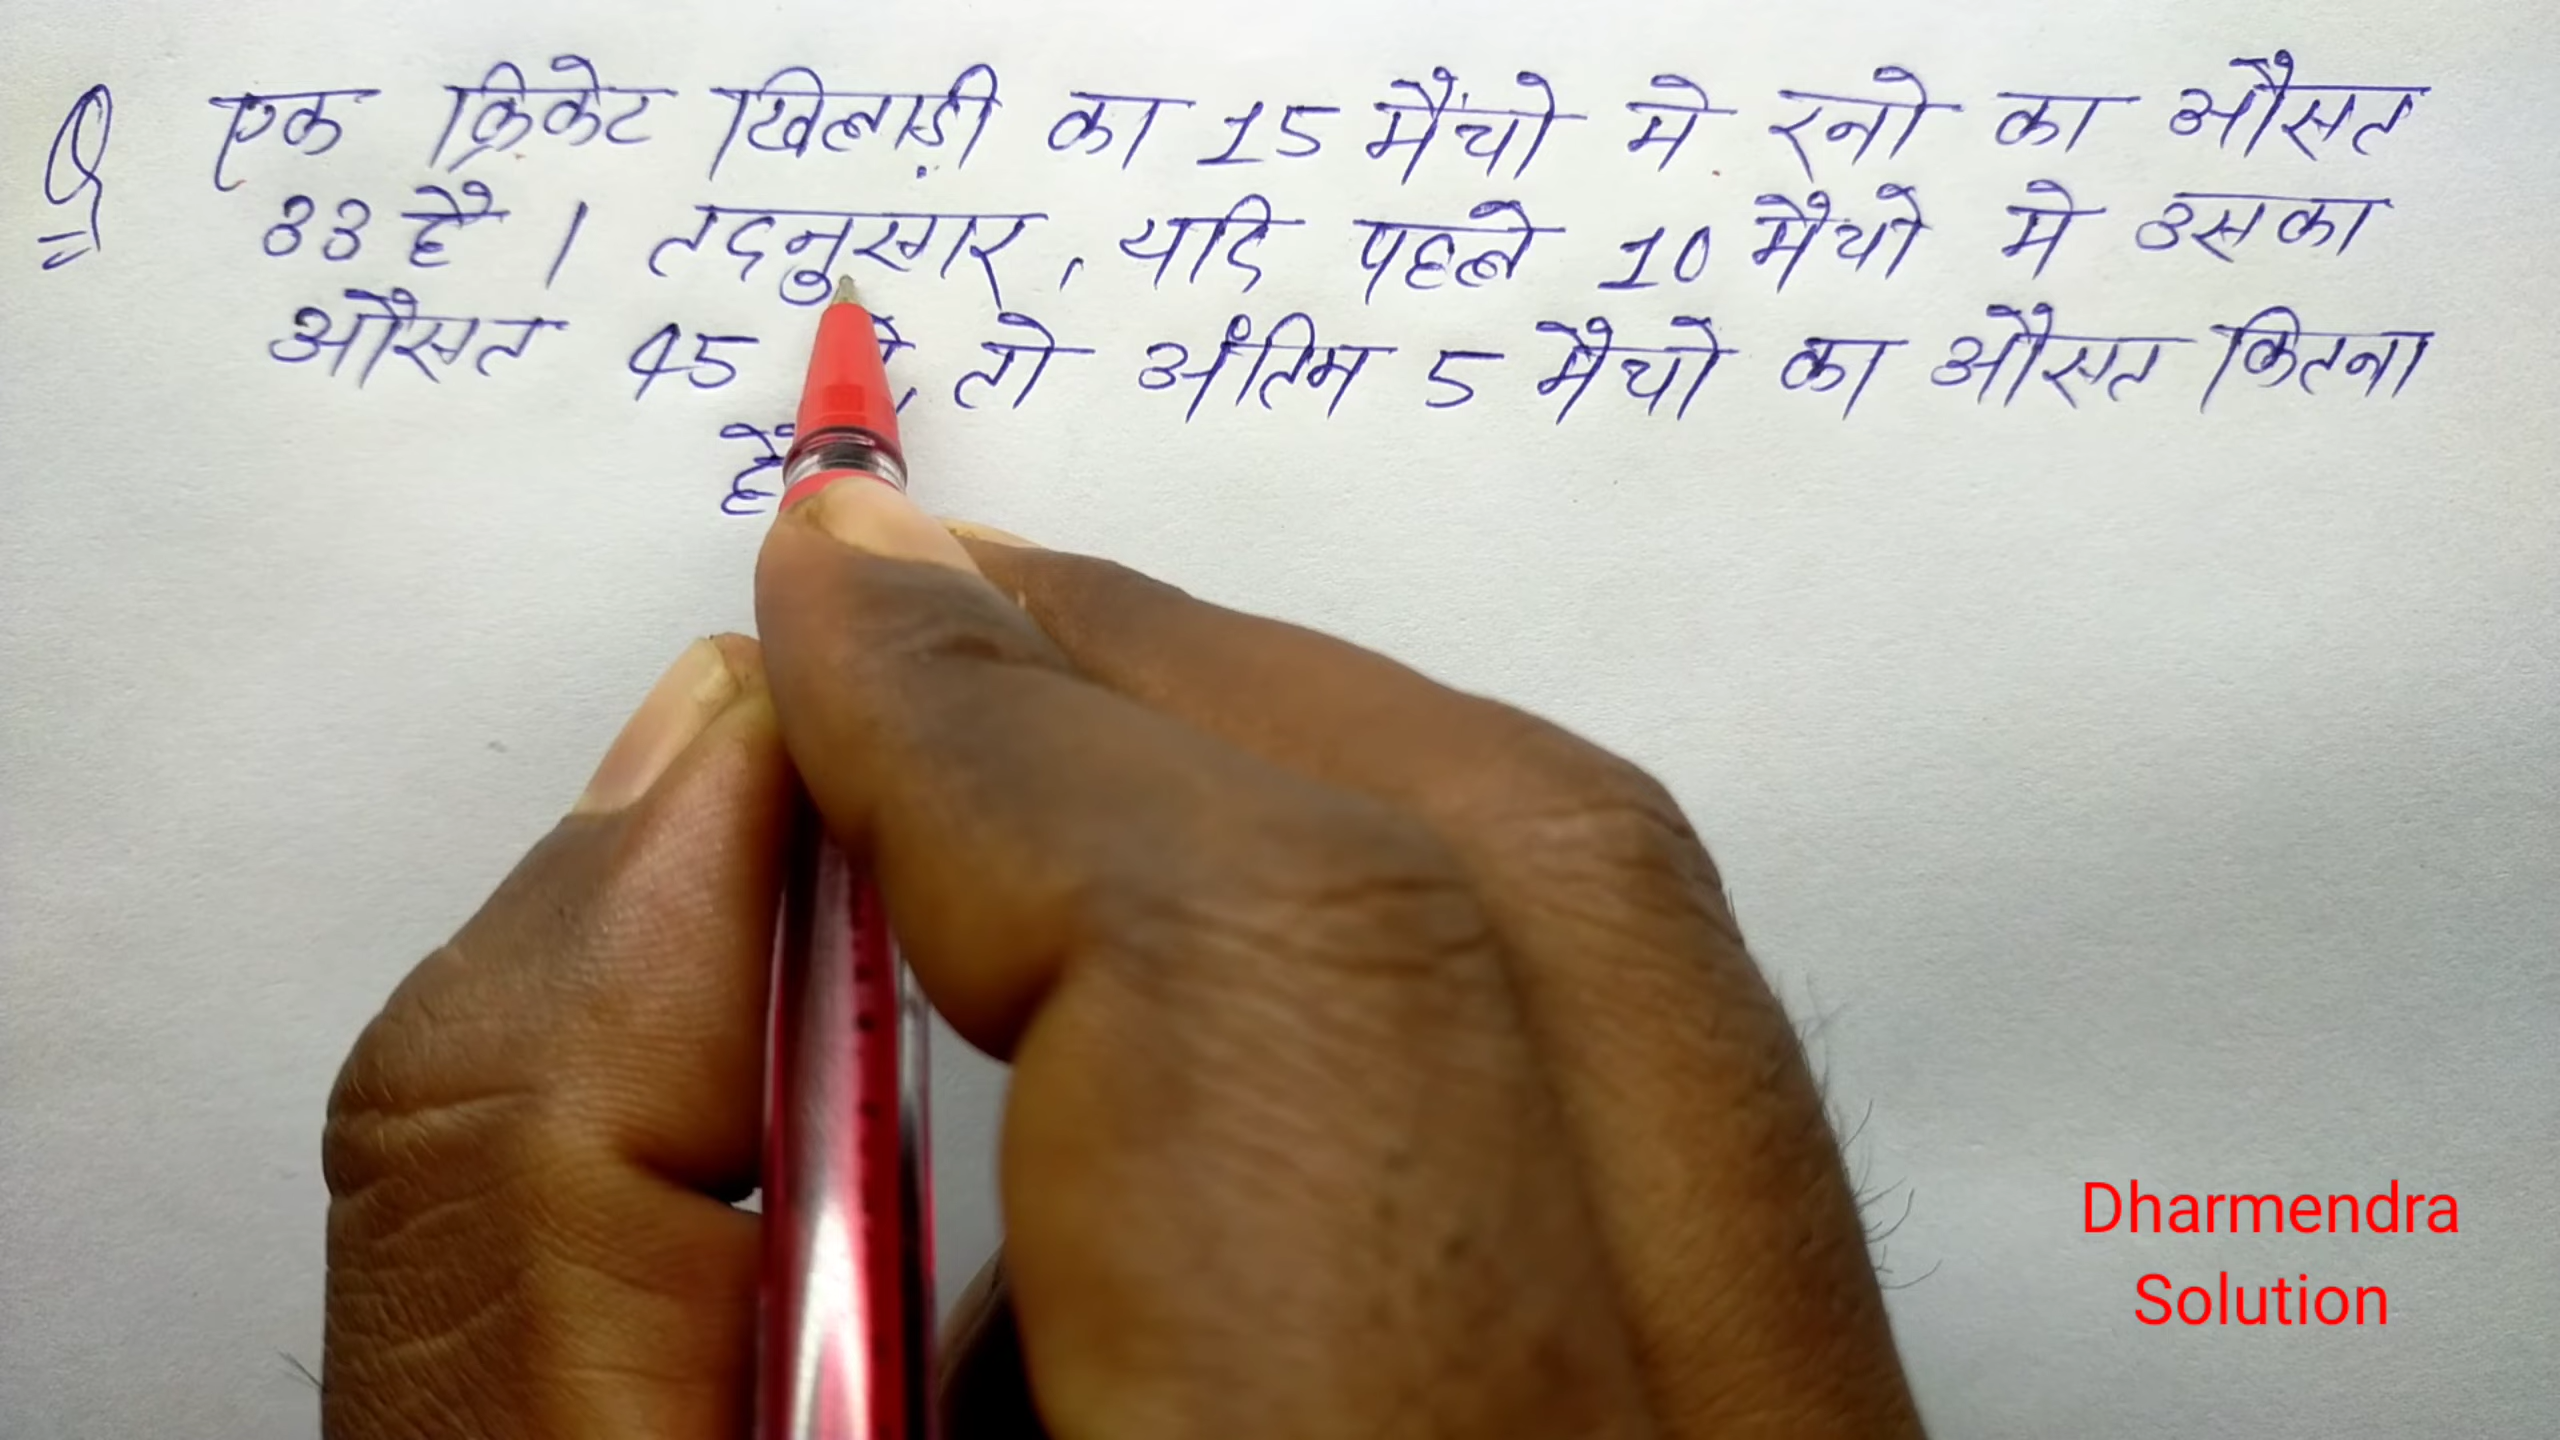 Q एक क्रिकेट खिलाड़ी का 15 मैंचो मे रनो का औसत
33 है । तदनुसार, यदि पहले 10 मैचो मे उसका
औसत 45 , तो अंतिम 5 मैचो का औसत कितना
है
Dharmendra
Solution